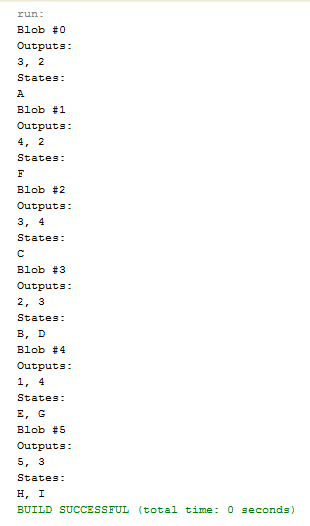 run:
Blob #0
Outputs:
3, 2
States:
A
Blob #1
Outputs:
4, 2
States:
F
Blob #2
Outputs:
3, 4
States:
C
Blob #3
Outputs:
2, 3
States:
B, D
Blob #4
Outputs:
1, 4
States:
E, G
Blob #5
Outputs:
5, 3
States:
H, I
BUILD SUCCESSFUL (total time: 0 seconds)